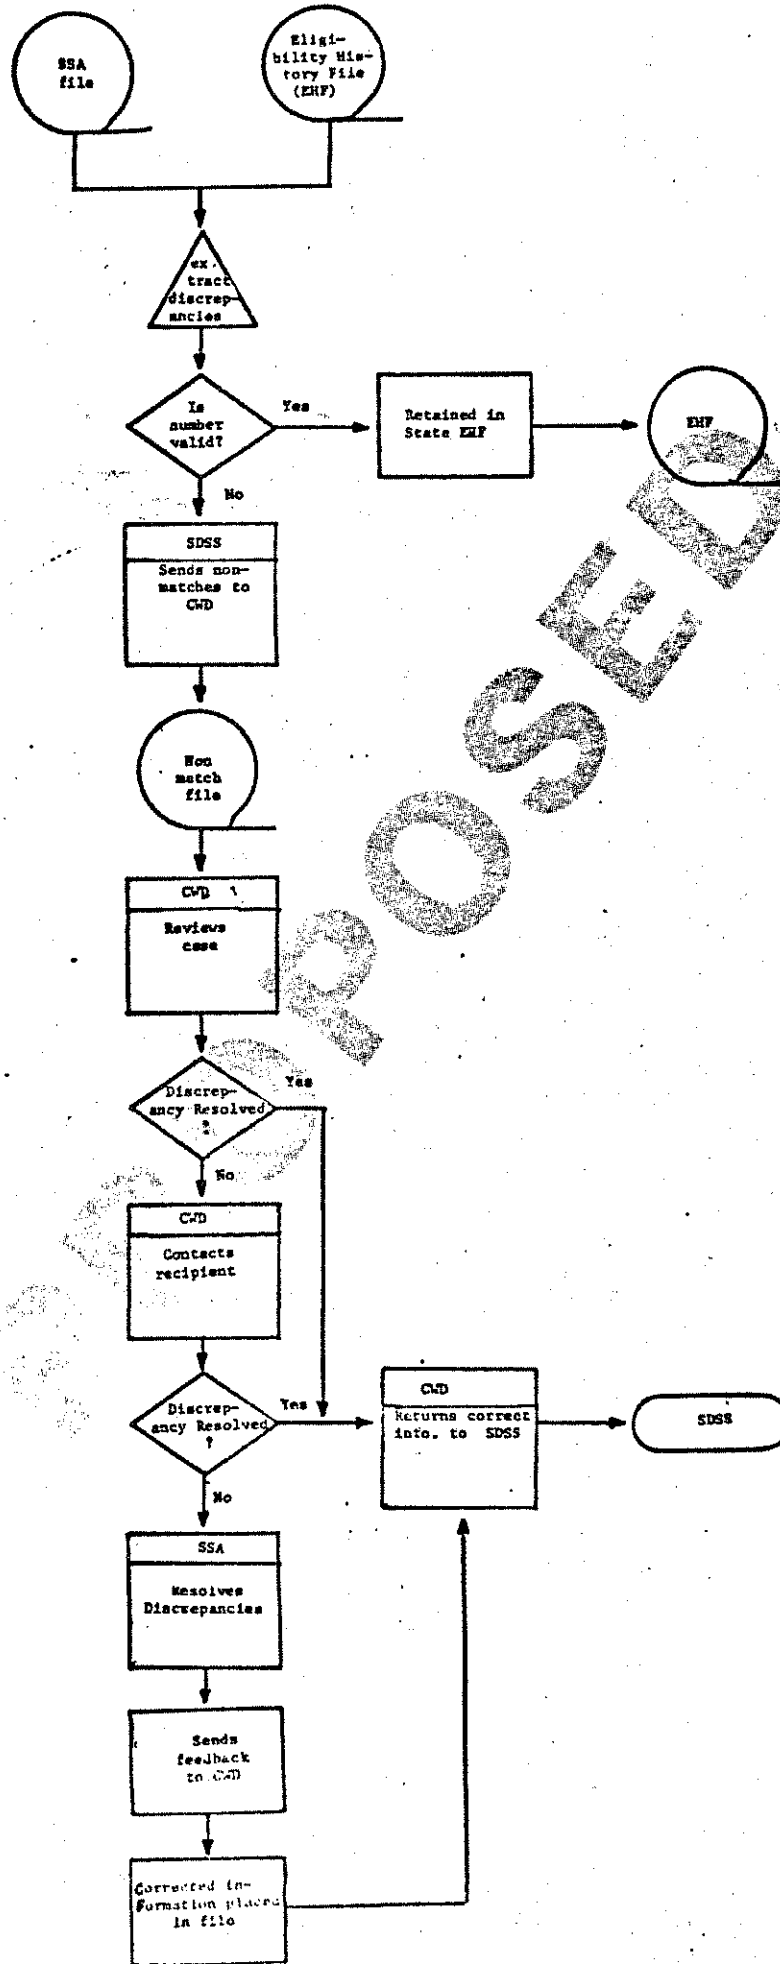 SSA
file
Eligi-
bility His-
tory File
(EHF)
ex-
tract
discrep-
ancies
Is
number
valid?
Yes
Retained in
State EHF
EHF
No
SDSS
Sends non-
matches to
CWD
Non
match
file
CWD
Reviews
case
Discrep-
ancy Resolved
?
Yes
No
CWD
Contacts
recipient
Discrep-
ancy Resolved
?
Yes
CWD
Returns correct
info. to SDSS
SDSS
No
SSA
Resolves
Discrepancies
Sends
feedback
to CWD
Corrected in-
formation placed
in file
PROPOSED